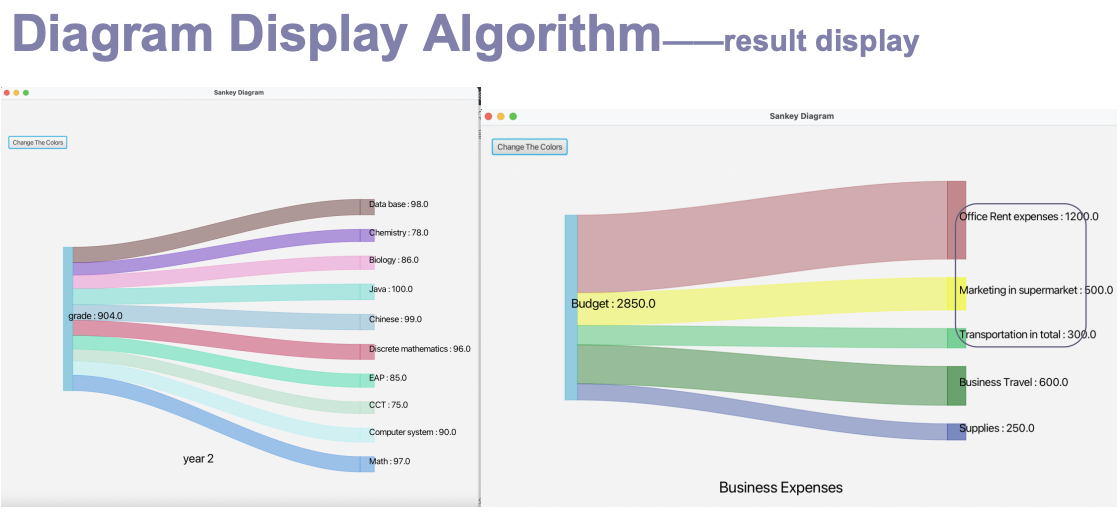 Diagram Display Algorithm——result display
Sankey Diagram
Change The Colors
Data base : 98.0
Chemistry : 78.0
Biology : 86.0
Java : 100.0
grade : 904.0
Chinese : 99.0
Discrete mathematics : 96.0
EAP : 85.0
CCT : 75.0
Computer system : 90.0
Math : 97.0
year 2
Sankey Diagram
Change The Colors
Office Rent expenses : 1200.0
Marketing in supermarket : 500.0
Budget : 2850.0
Transportation in total : 300.0
Business Travel : 600.0
Supplies : 250.0
Business Expenses